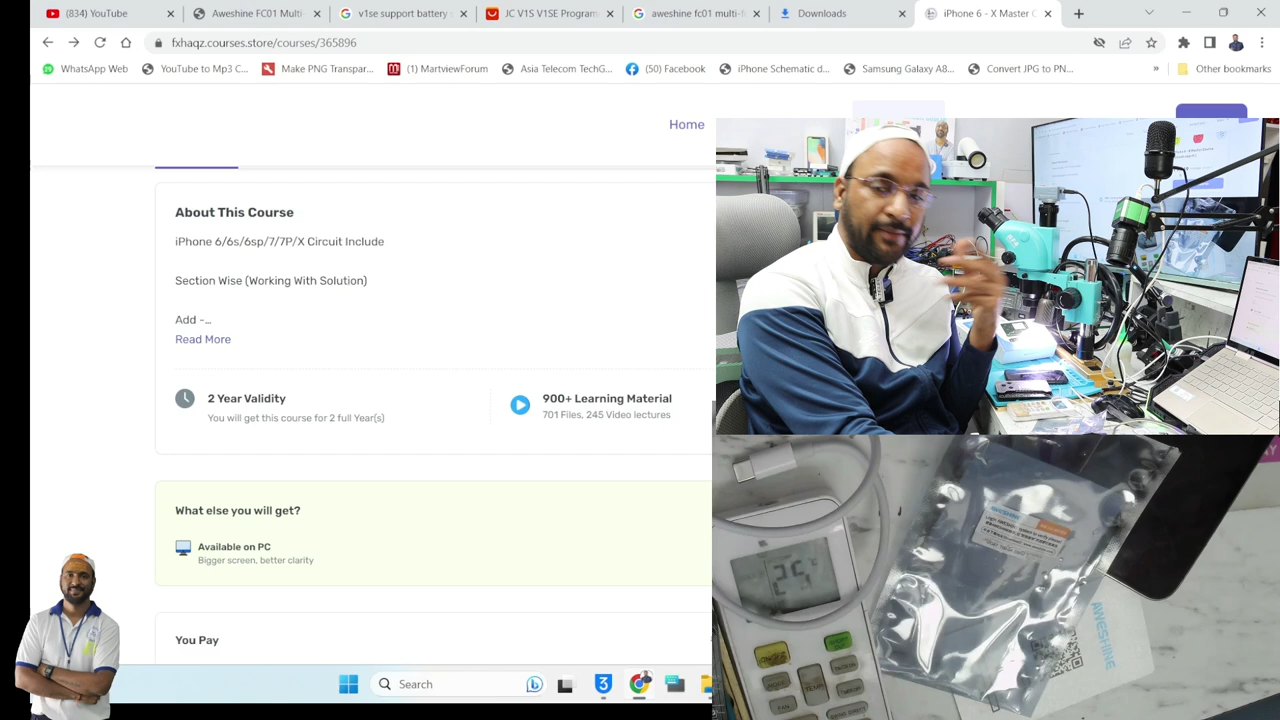 (834) YouTube
Aweshine FC01 Multi-
v1se support battery
JC V1S V1SE Program
aweshine fc01 multi-f
Downloads
iPhone 6 - X Master C
fxhaqz.courses.store/courses/365896
WhatsApp Web
YouTube to Mp3 C...
Make PNG Transpar...
(1) MartviewForum
Asia Telecom TechG...
(50) Facebook
iPhone Schematic d...
Samsung Galaxy A8...
Convert JPG to PN...
»
Other bookmarks
Home
About This Course
iPhone 6/6s/6sp/7/7P/X Circuit Include
Section Wise (Working With Solution)
Add -...
Read More
2 Year Validity
You will get this course for 2 full Year(s)
900+ Learning Material
701 Files, 245 Video lectures
What else you will get?
Available on PC
Bigger screen, better clarity
You Pay
Search
AWESHINE